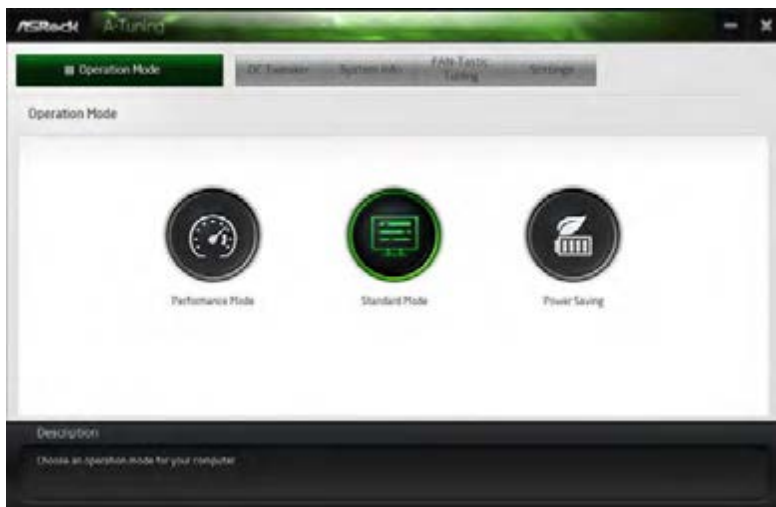 ASRock A-Tuning
Operation Mode OC Tweaker System Info FAN-Tastic Tuning Settings
Operation Mode
Performance Mode Standard Mode Power Saving
Description
Choose an operation mode for your computer